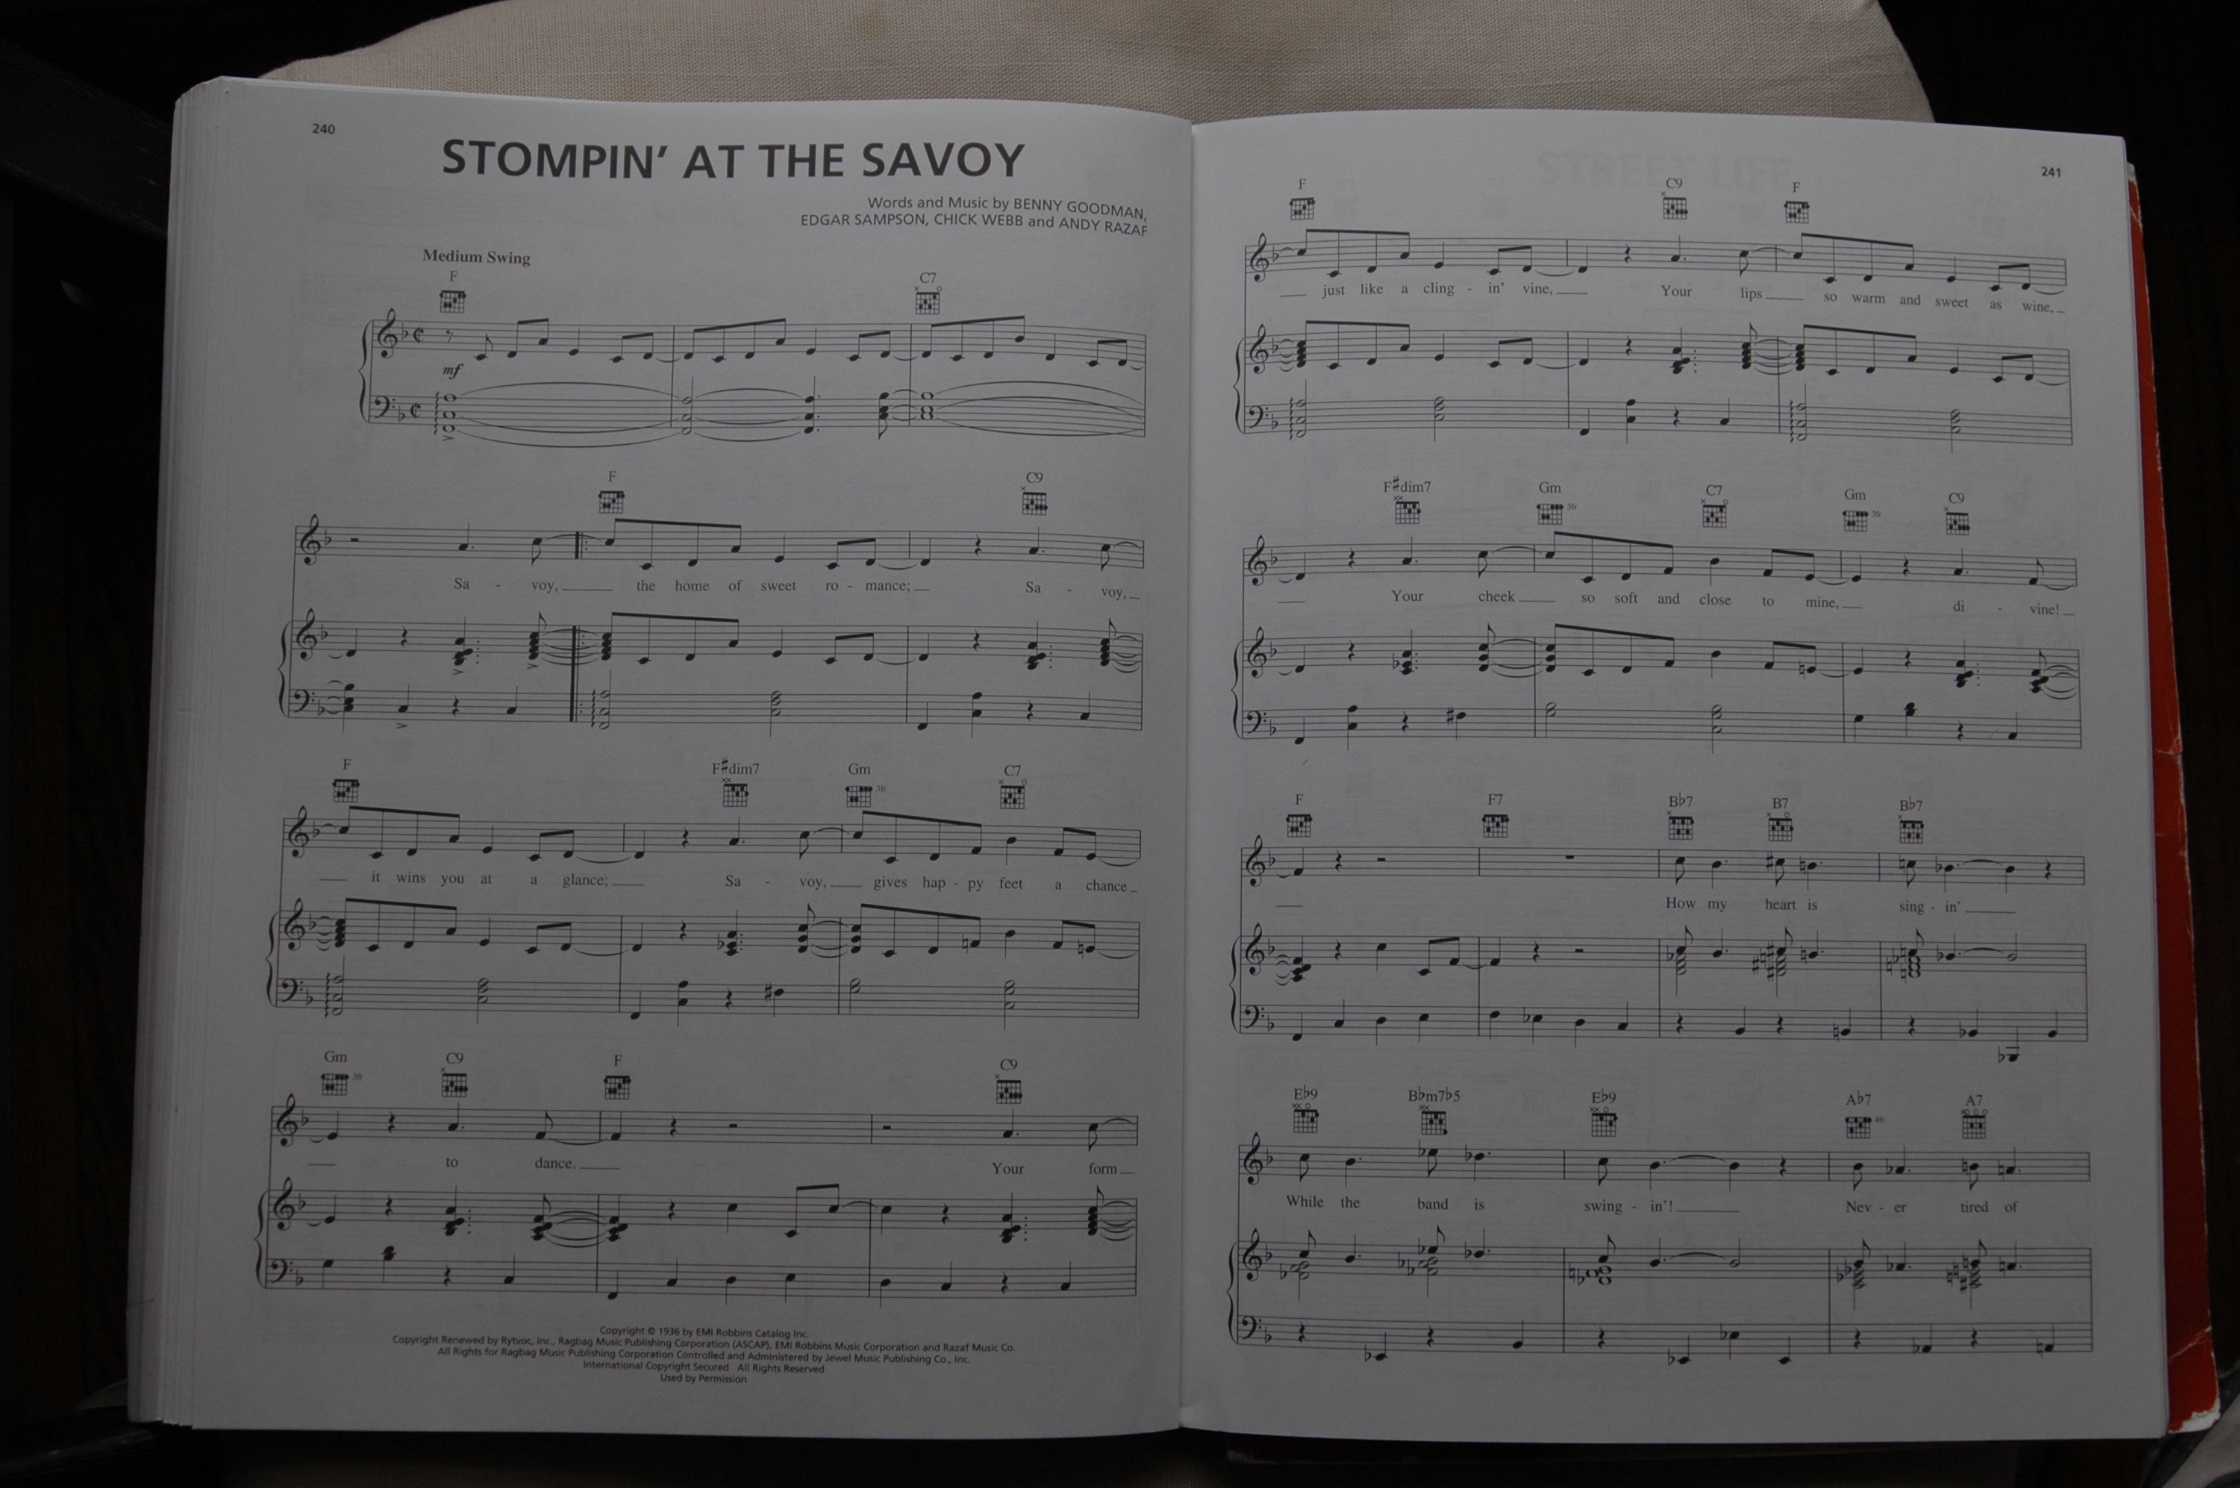 240
STOMPIN' AT THE SAVOY
Words and Music by BENNY GOODMAN,
EDGAR SAMPSON, CHICK WEBB and ANDY RAZAF
Medium Swing
F C7
mf
F C9
Sa - voy, the home of sweet ro - mance; Sa - voy,
F F#dim7 Gm 3fr C7
it wins you at a glance; Sa - voy, gives hap - py feet a chance
Gm 3fr C9 F C9
to dance. Your form
Copyright © 1936 by EMI Robbins Catalog Inc.
Copyright Renewed by Rytvoc, Inc., Ragbag Music Publishing Corporation (ASCAP), EMI Robbins Music Corporation and Razaf Music Co.
All Rights for Ragbag Music Publishing Corporation Controlled and Administered by Jewel Music Publishing Co., Inc.
International Copyright Secured All Rights Reserved
Used by Permission
STREET LIFE
241
F C9 F
just like a cling - in' vine, Your lips so warm and sweet as wine,
F#dim7 Gm 3fr C7 Gm 3fr C9
Your cheek so soft and close to mine, di - vine!
F F7 B♭7 B7 B♭7
How my heart is sing - in'
E♭9 B♭m7♭5 E♭9 A♭7 4fr A7
While the band is swing - in'! Nev - er tired of